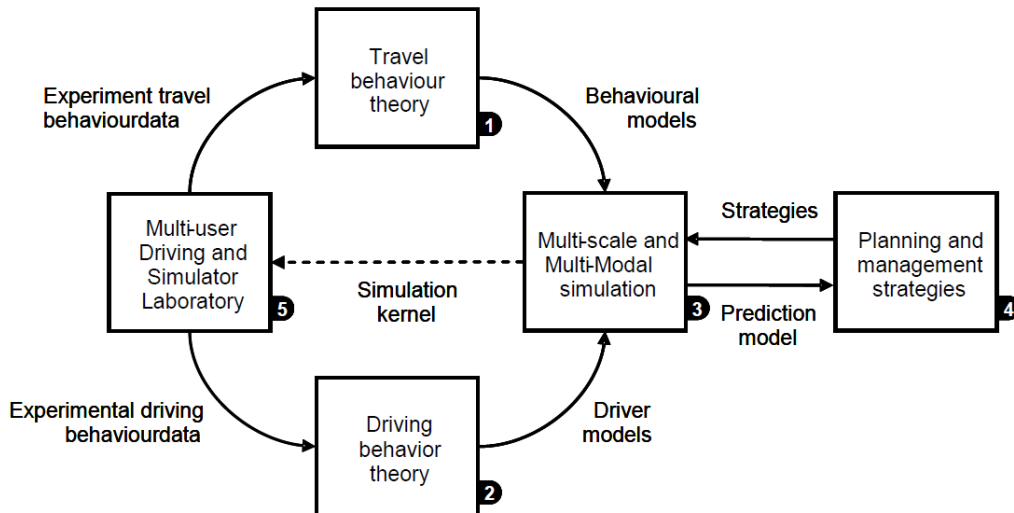 Travel
behaviour
theory
1
Experiment travel
behaviourdata
Behavioural
models
Multi-user
Driving and
Simulator
Laboratory
5
Simulation
kernel
Multi-scale and
Multi-Modal
simulation
3
Strategies
Prediction
model
Planning and
management
strategies
4
Experimental driving
behaviourdata
Driver
models
Driving
behavior
theory
2